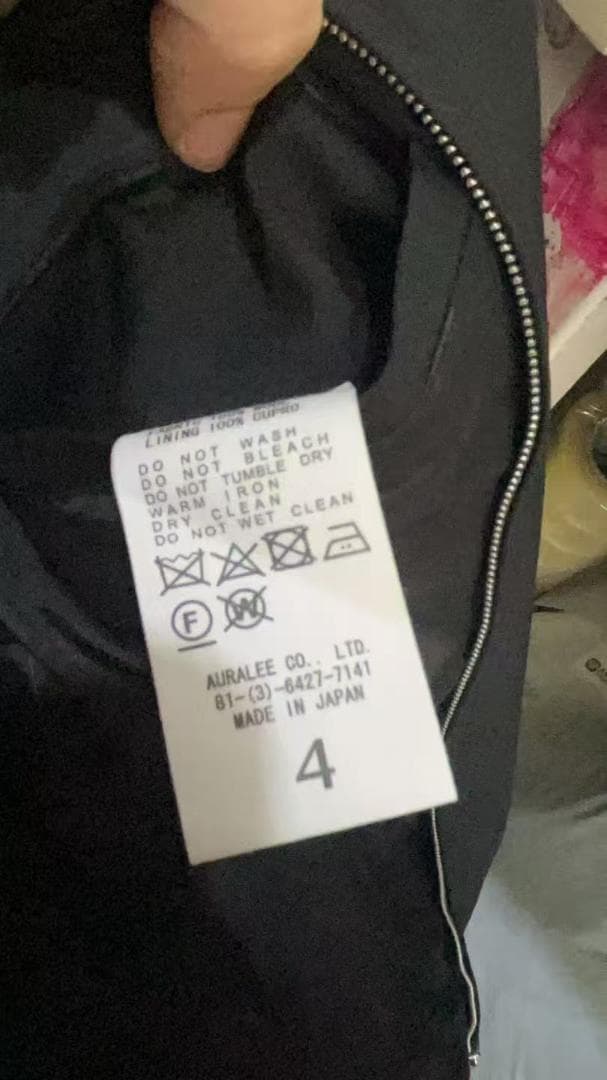 LINING 100% CUPRO
DO NOT WASH
DO NOT BLEACH
DO NOT TUMBLE DRY
WARM IRON
DRY CLEAN
DO NOT WET CLEAN
F W
AURALEE CO., LTD.
81-(3)-6427-7141
MADE IN JAPAN
4